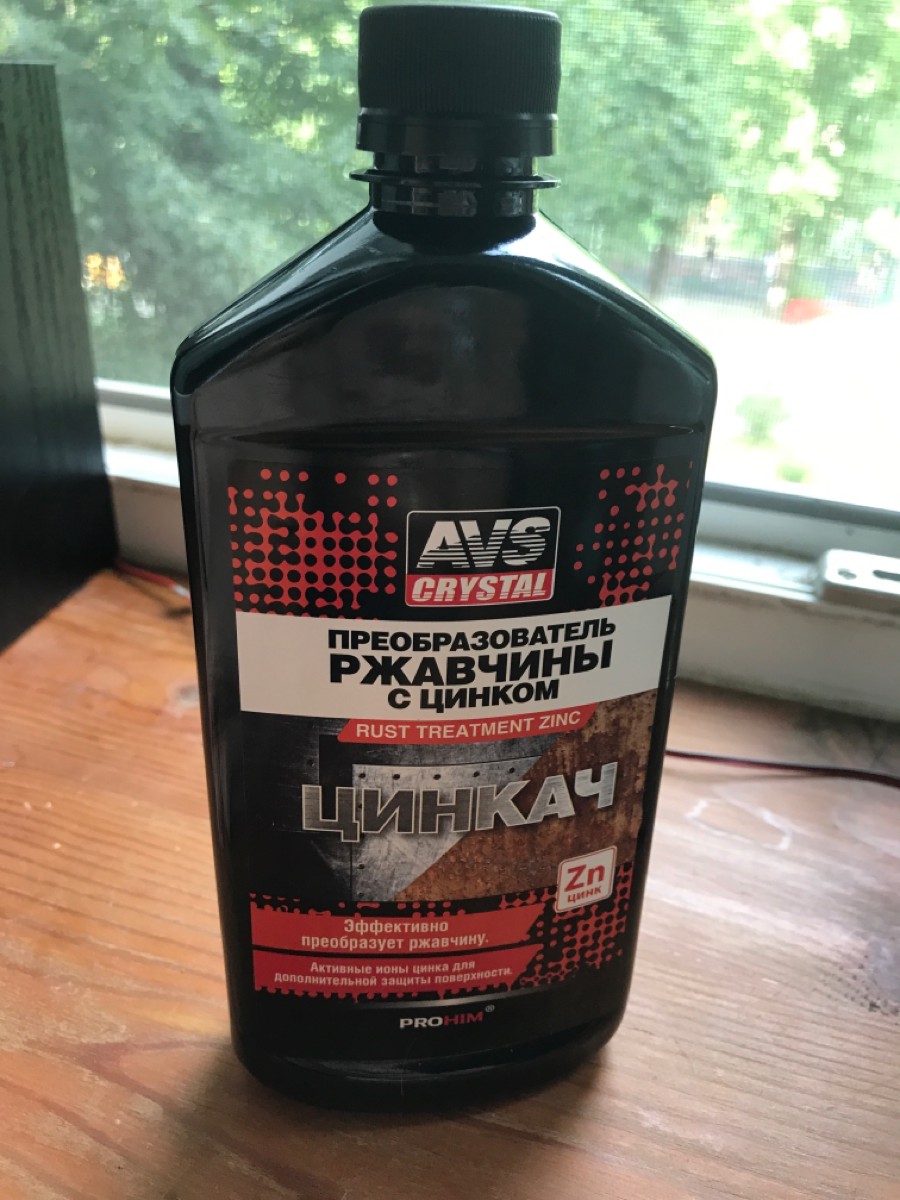 AVS
CRYSTAL
ПРЕОБРАЗОВАТЕЛЬ
РЖАВЧИНЫ
С ЦИНКОМ
RUST TREATMENT ZINC
ЦИНКАЧ
Zn
цинк
Эффективно
преобразует ржавчину.
Активные ионы цинка для
дополнительной защиты поверхности.
PROHIM®